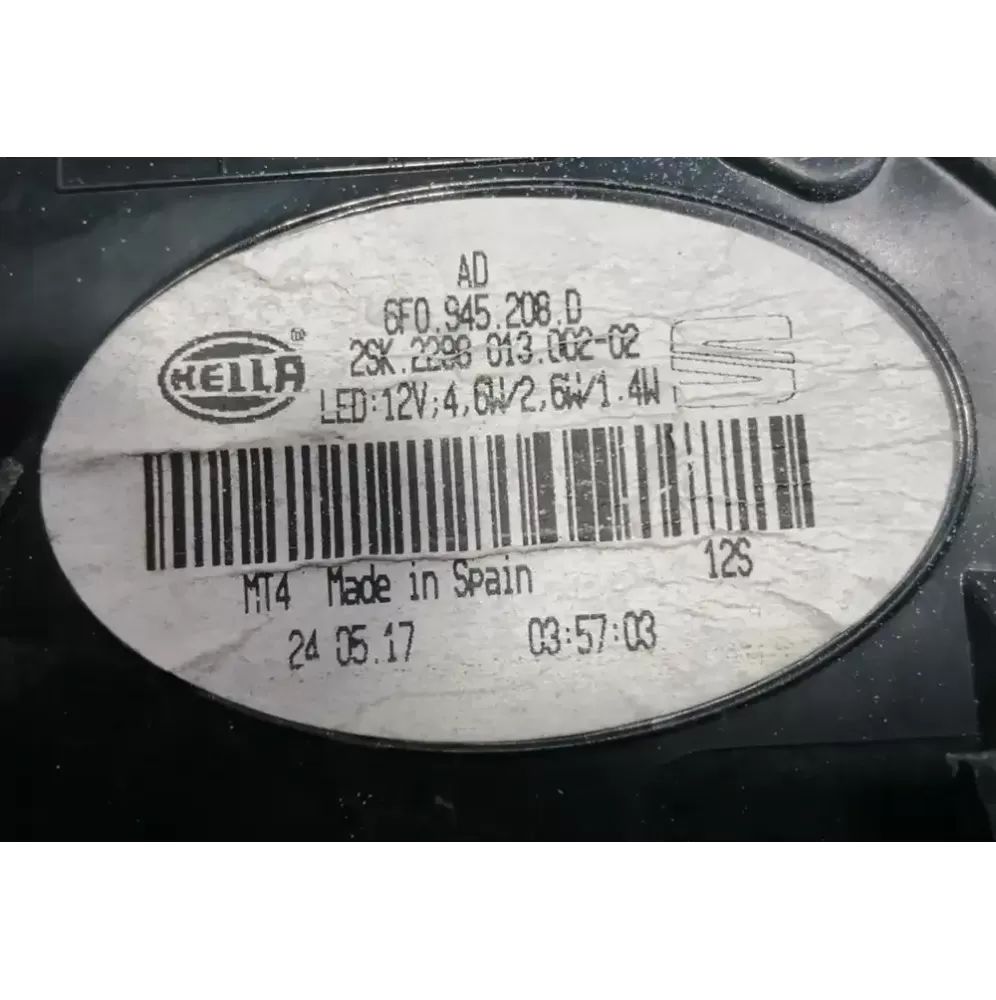 AD
6F0.945.208.D
HELLA®
2SK.2298 013.002-02
LED:12V;4,6W/2,6W/1.4W
MT4 Made in Spain 12S
24 05.17 03:57:03